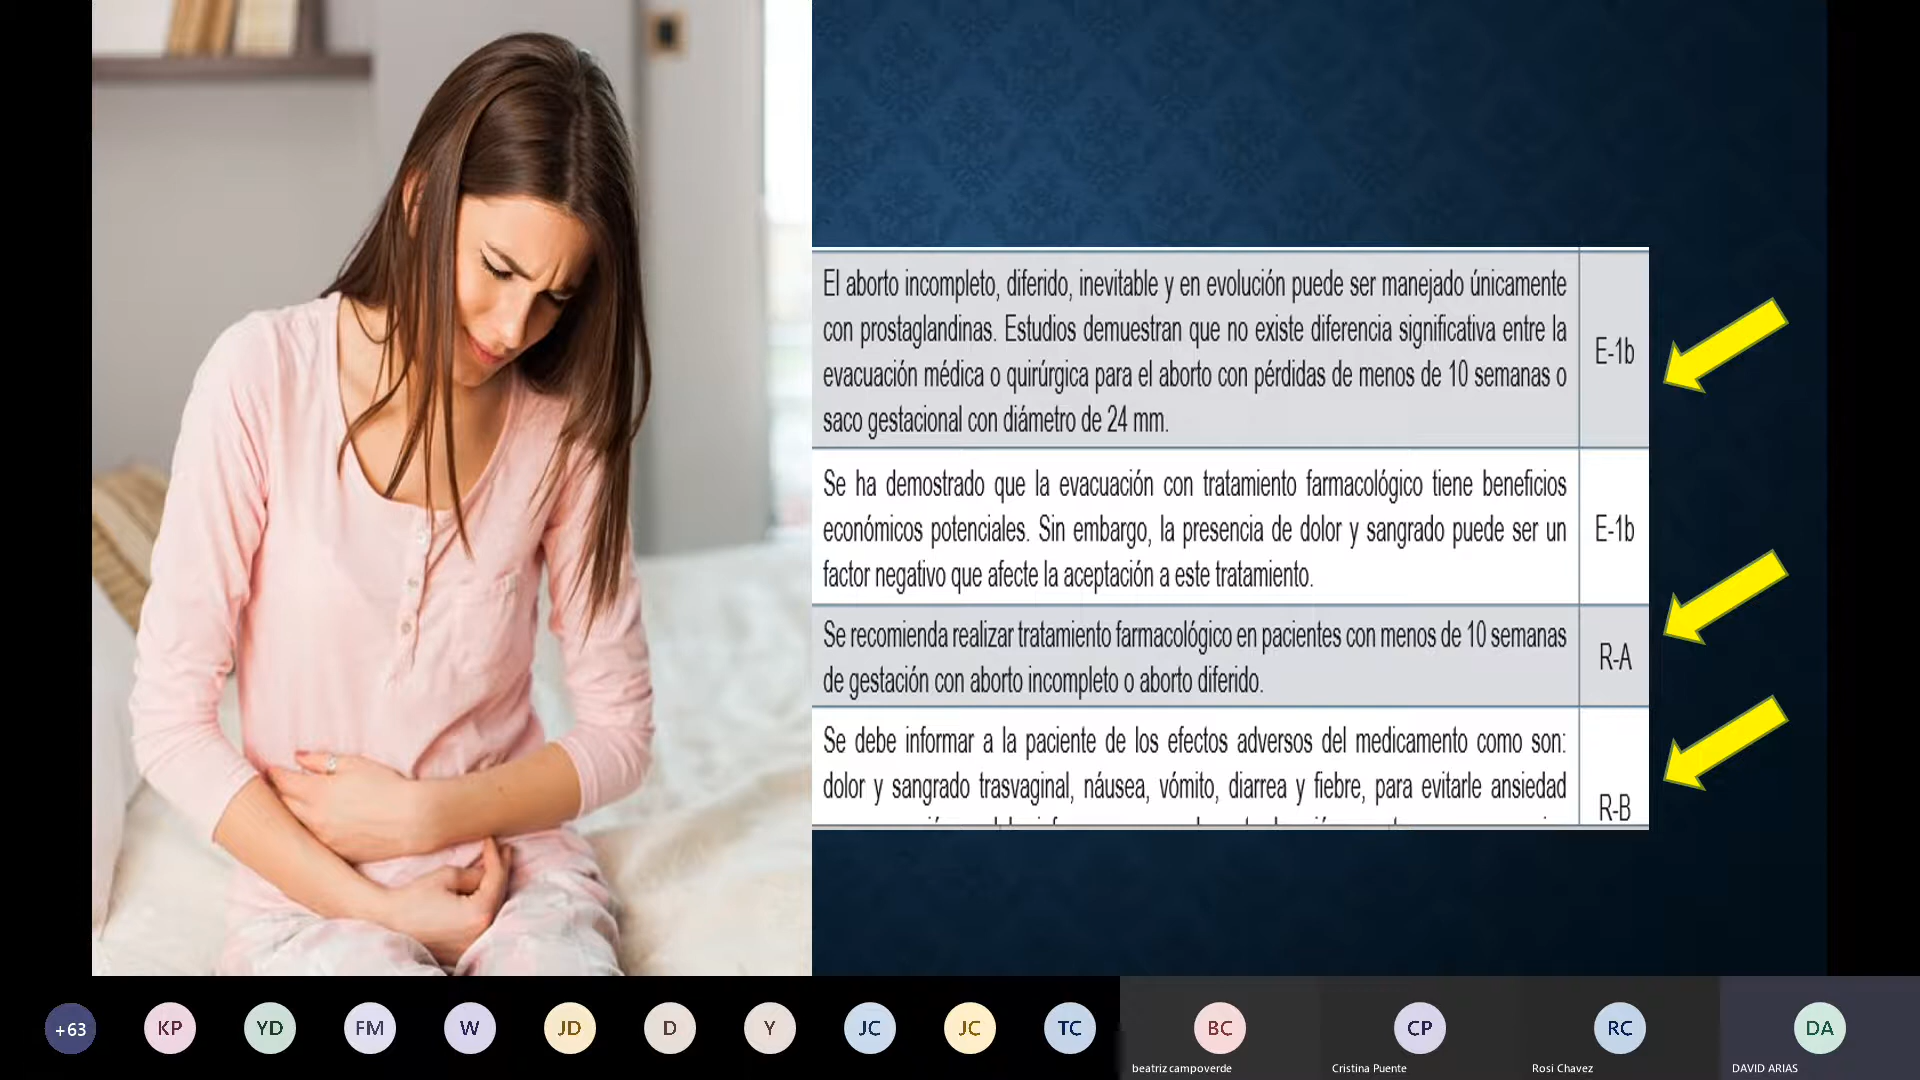 El aborto incompleto, diferido, inevitable y en evolución puede ser manejado únicamente
con prostaglandinas. Estudios demuestran que no existe diferencia significativa entre la
evacuación médica o quirúrgica para el aborto con pérdidas de menos de 10 semanas o
saco gestacional con diámetro de 24 mm.
E-1b
Se ha demostrado que la evacuación con tratamiento farmacológico tiene beneficios
económicos potenciales. Sin embargo, la presencia de dolor y sangrado puede ser un
factor negativo que afecte la aceptación a este tratamiento.
E-1b
Se recomienda realizar tratamiento farmacológico en pacientes con menos de 10 semanas
de gestación con aborto incompleto o aborto diferido.
R-A
Se debe informar a la paciente de los efectos adversos del medicamento como son:
dolor y sangrado trasvaginal, náusea, vómito, diarrea y fiebre, para evitarle ansiedad
R-B
+63
KP
YD
FM
W
JD
D
Y
JC
JC
TC
BC
beatriz campoverde
CP
Cristina Puente
RC
Rosi Chavez
DA
DAVID ARIAS